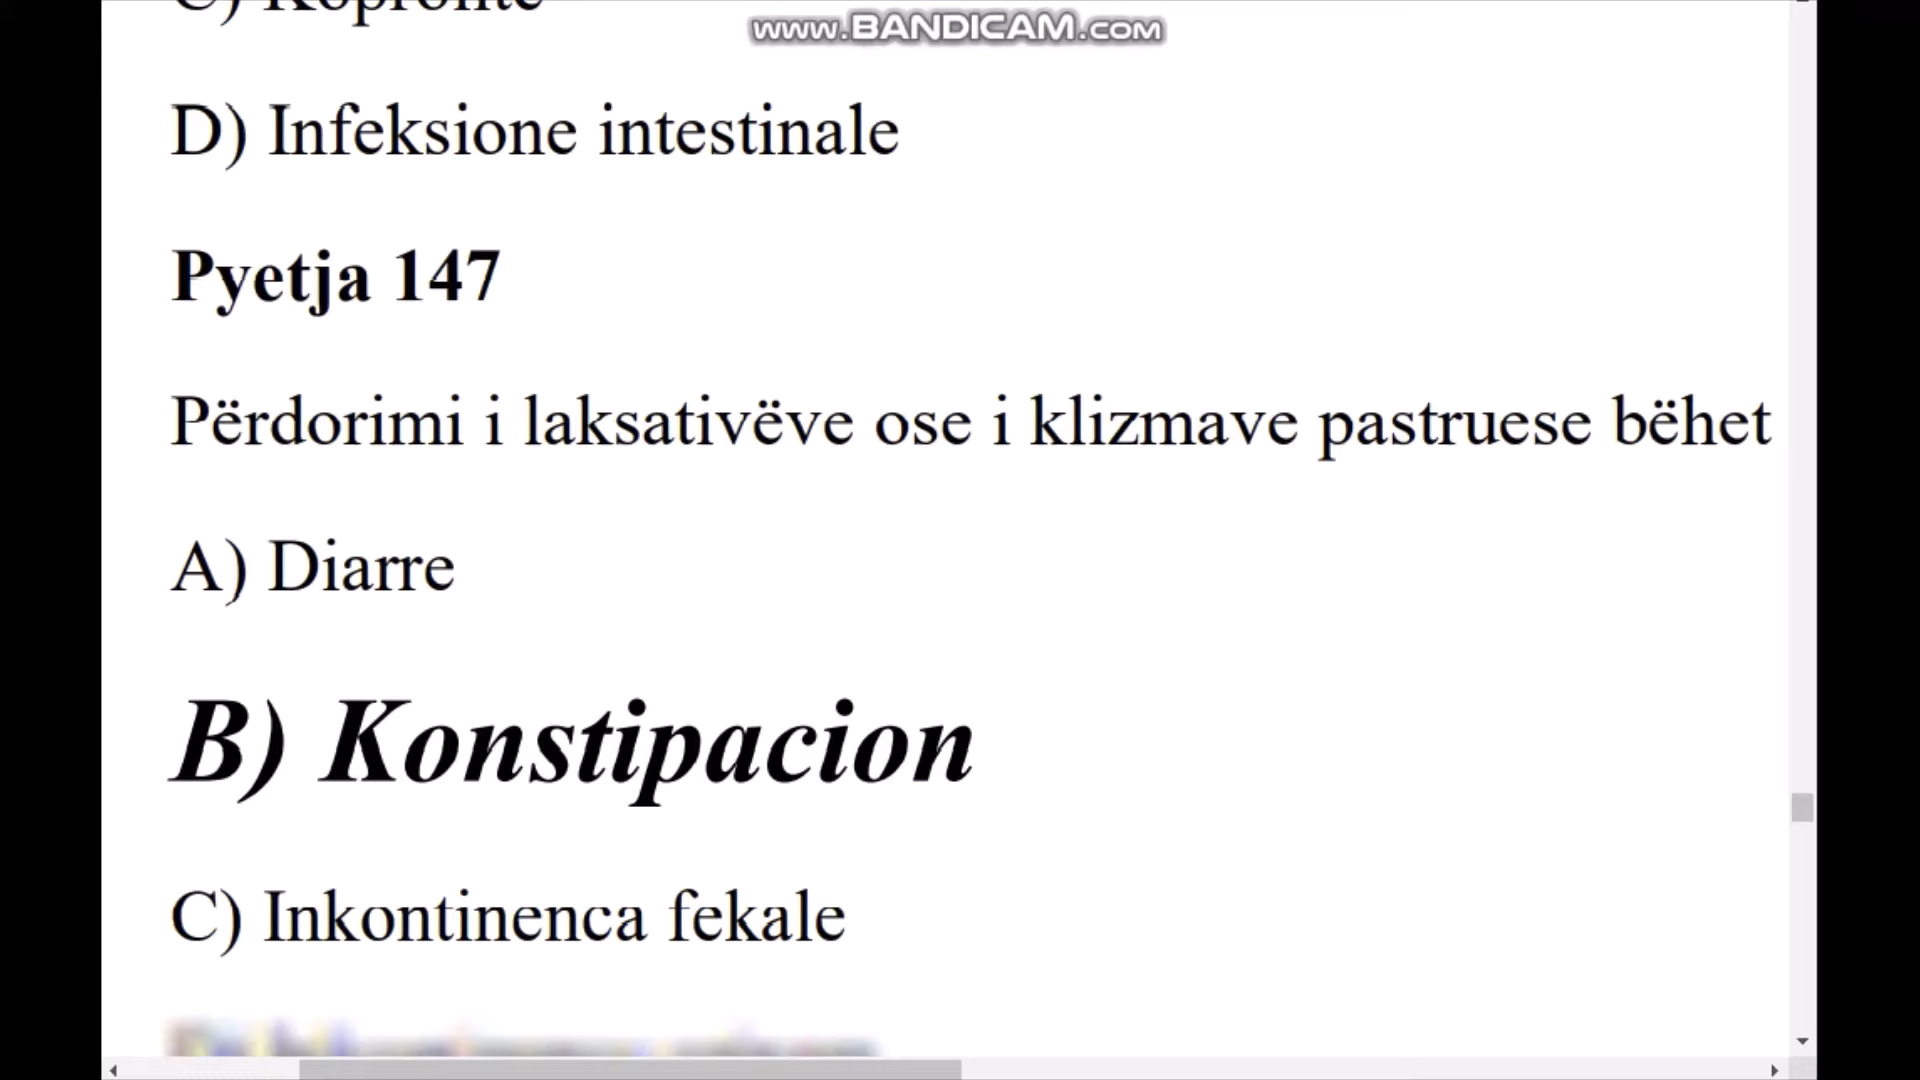 www.BANDICAM.com
D) Infeksione intestinale
Pyetja 147
Përdorimi i laksativëve ose i klizmave pastruese bëhet
A) Diarre
B) Konstipacion
C) Inkontinenca fekale